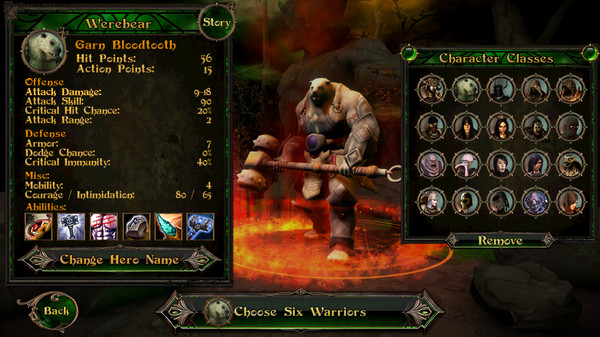 Werebear
Story
Garn Bloodtooth
Hit Points: 56
Action Points: 15
Offense
Attack Damage: 9-18
Attack Skill: 90
Critical Hit Chance: 20%
Attack Range: 2
Defense
Armor: 7
Dodge Chance: 0%
Critical Immunity: 40%
Misc:
Mobility: 4
Courage / Intimidation: 80 / 65
Abilities:
Change Hero Name
Character Classes
Remove
Back
Choose Six Warriors